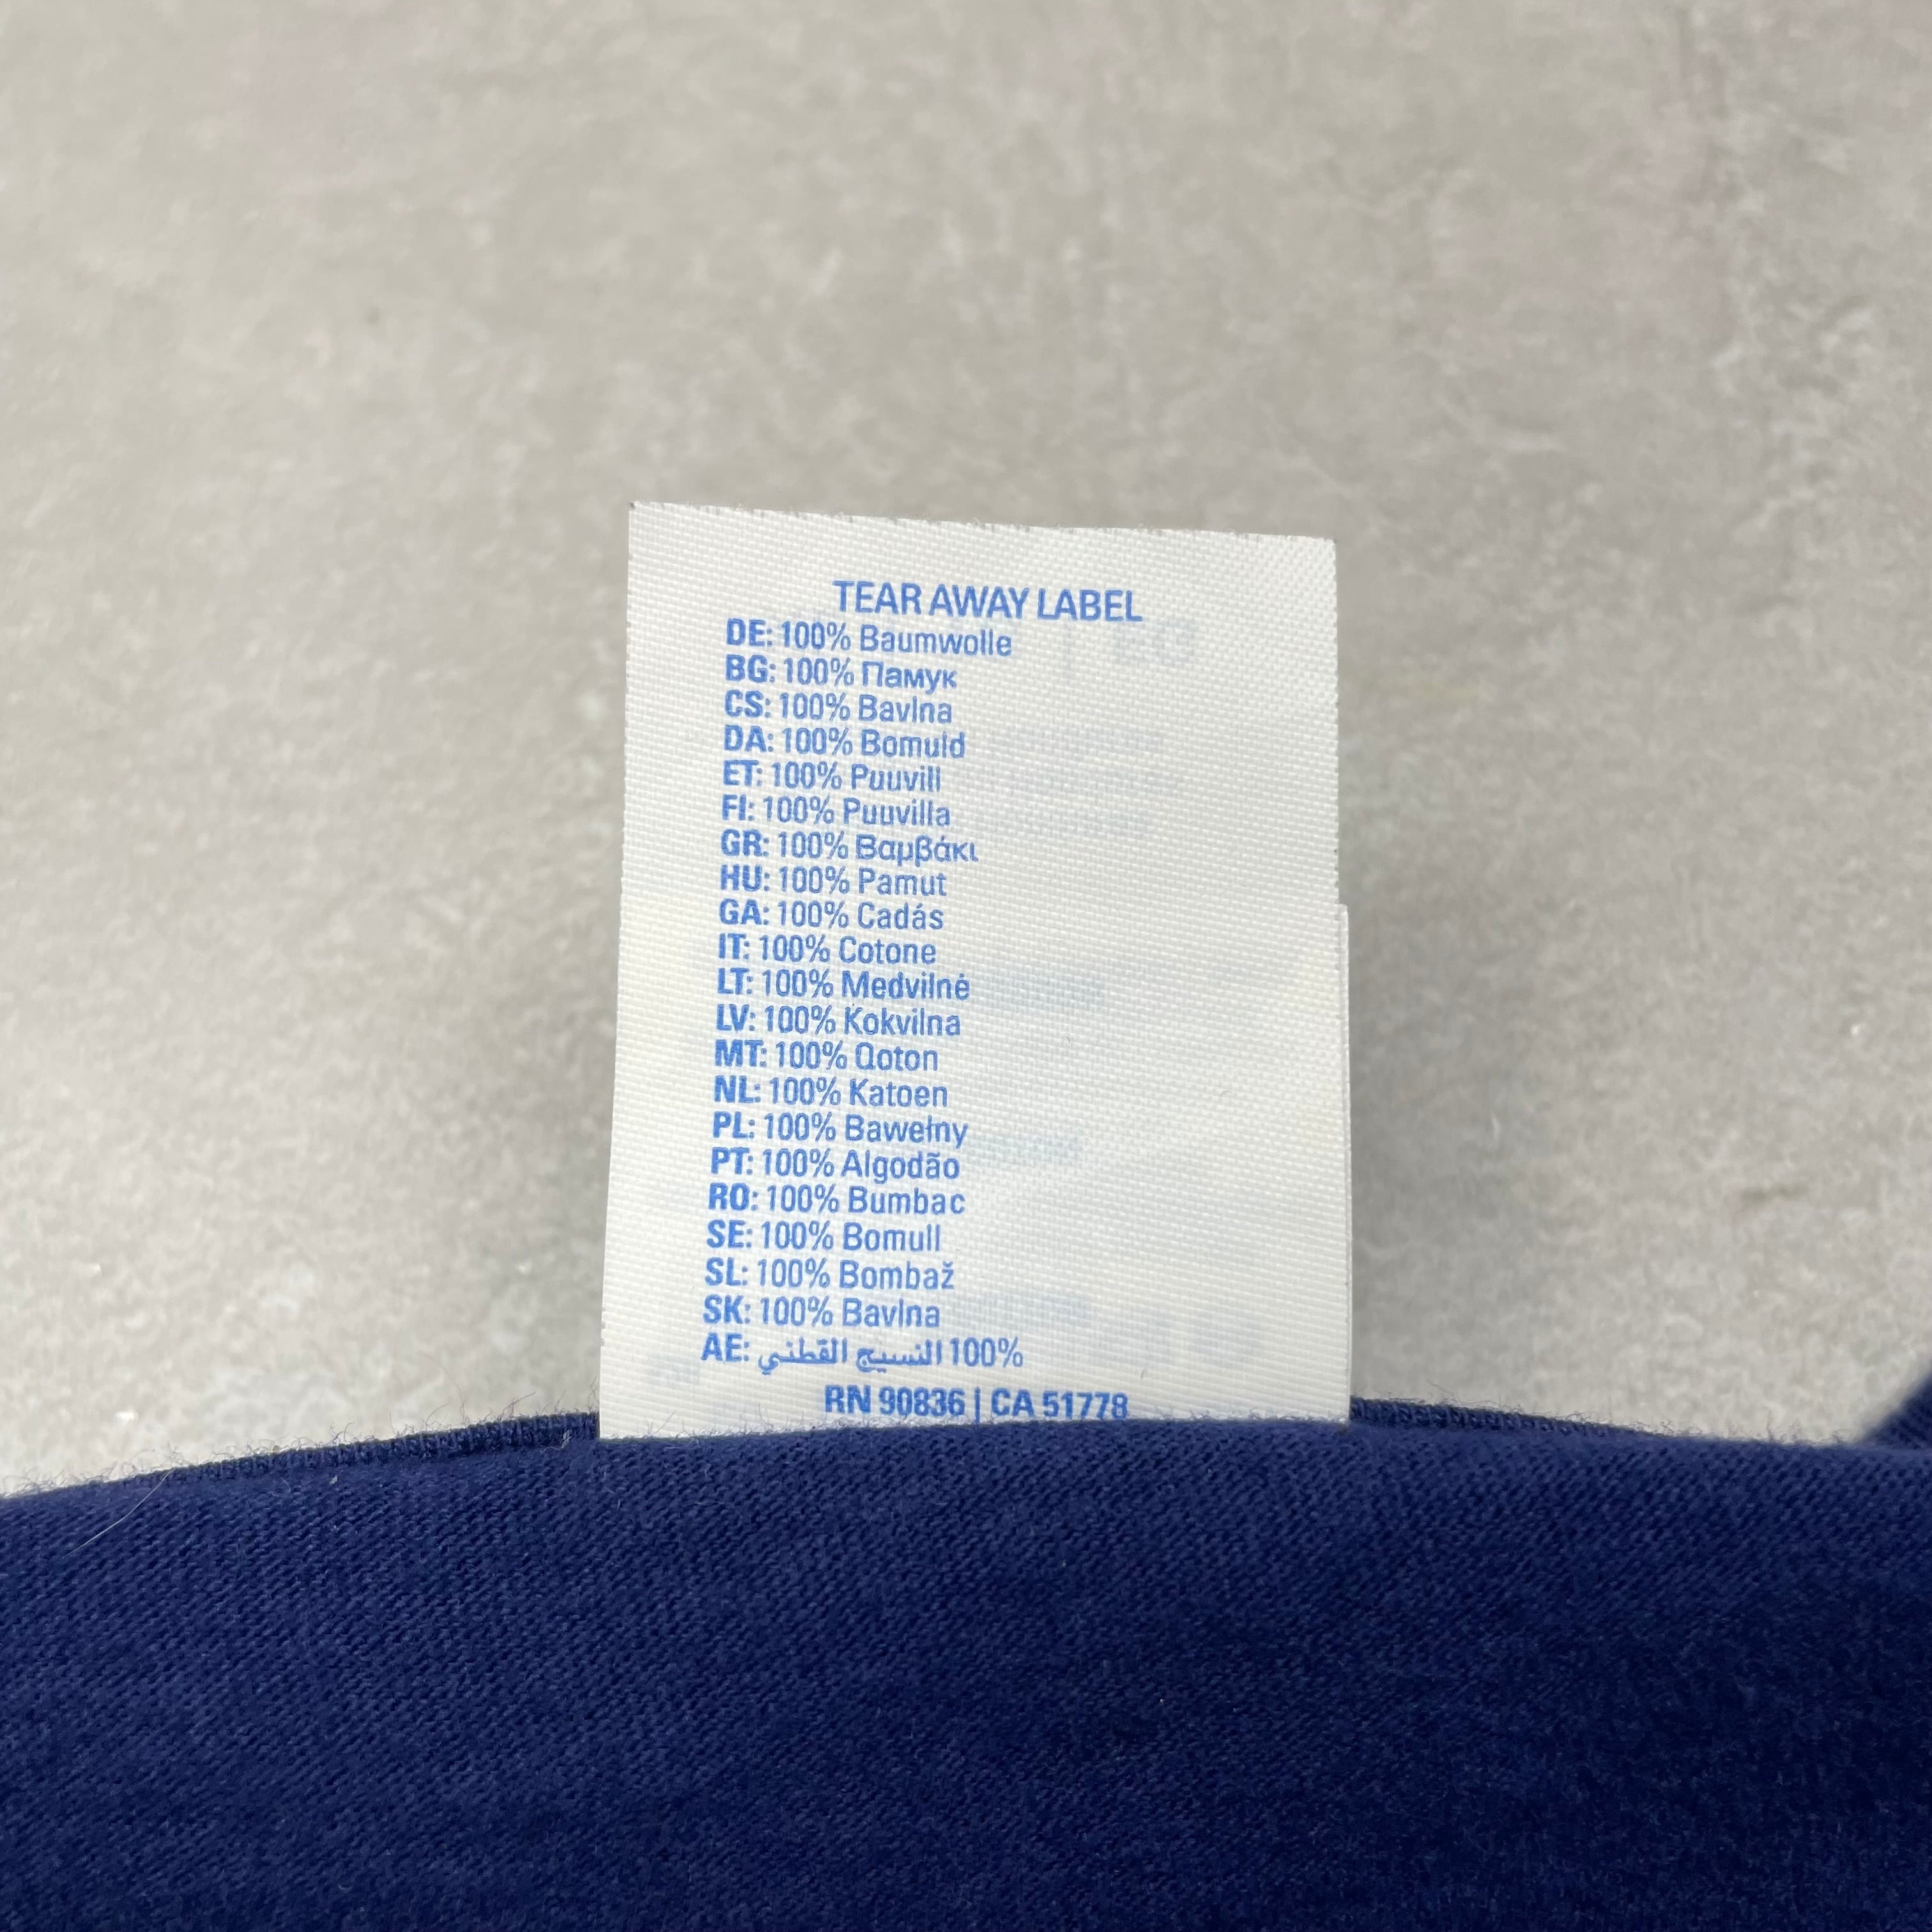 TEAR AWAY LABEL
DE: 100% Baumwolle
BG: 100% Памук
CS: 100% Bavlna
DA: 100% Bomuld
ET: 100% Puuvill
FI: 100% Puuvilla
GR: 100% Βαμβάκι
HU: 100% Pamut
GA: 100% Cadás
IT: 100% Cotone
LT: 100% Medvilnė
LV: 100% Kokvilna
MT: 100% Qoton
NL: 100% Katoen
PL: 100% Bawełny
PT: 100% Algodão
RO: 100% Bumbac
SE: 100% Bomull
SL: 100% Bombaž
SK: 100% Bavlna
AE: 100% النسيج القطني
RN 90836 | CA 51778